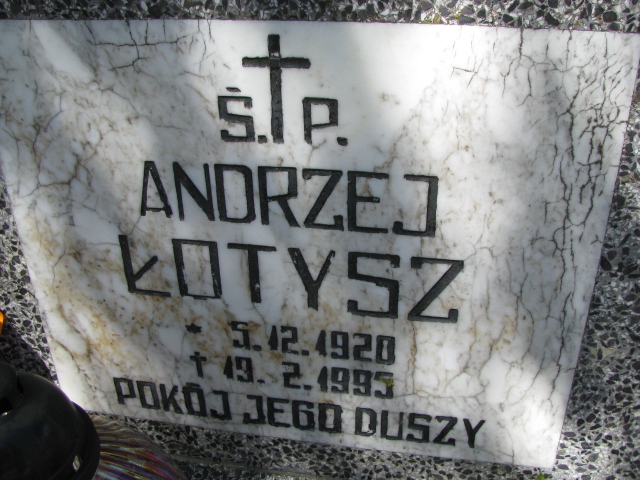 Ś. P.
ANDRZEJ
ŁOTYSZ
* 5.12.1920
† 19.2.1995
POKÓJ JEGO DUSZY